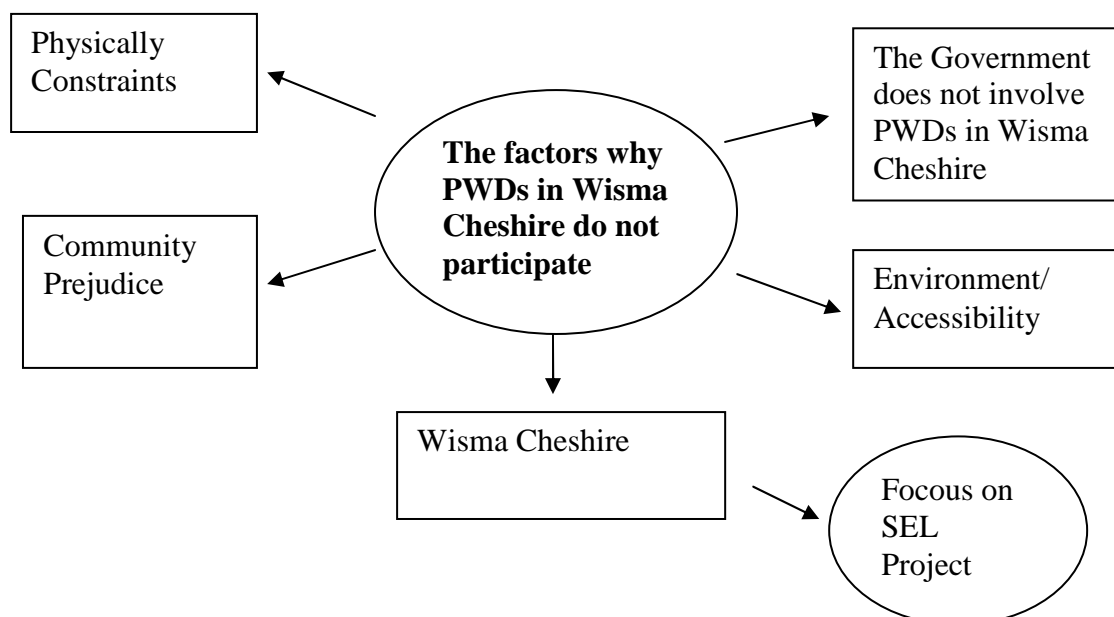 Physically
Constraints
The Government
does not involve
PWDs in Wisma
Cheshire
The factors why
PWDs in Wisma
Cheshire do not
participate
Community
Prejudice
Environment/
Accessibility
Wisma Cheshire
Focous on
SEL
Project